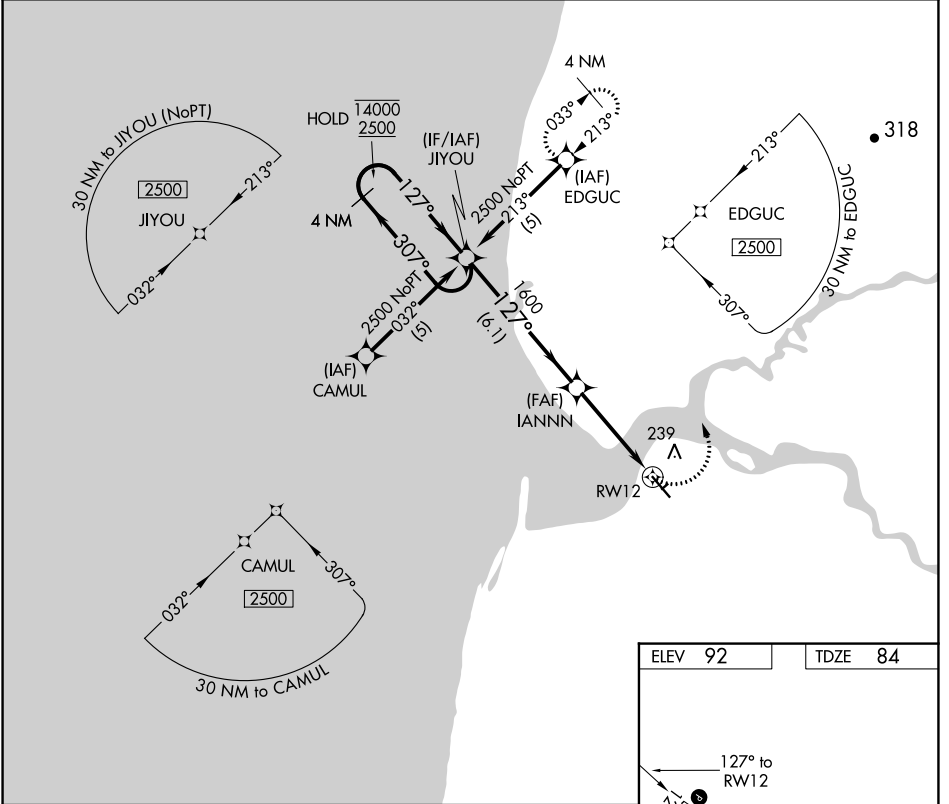 4 NM
30 NM to JIYOU (NoPT)
HOLD 14000
2500
(IF/IAF)
JIYOU
033°
213°
318
213°
2500
JIYOU
213°
032°
127°
4 NM
307°
2500 NoPT
213°
(5)
(IAF)
EDGUC
EDGUC
2500
30 NM to EDGUC
307°
2500 NoPT
032°
(5)
1600
127°
(6.1)
(IAF)
CAMUL
(FAF)
IANNN
239
RW12
CAMUL
2500
032°
307°
30 NM to CAMUL
ELEV 92
TDZE 84
127° to
RW12
P